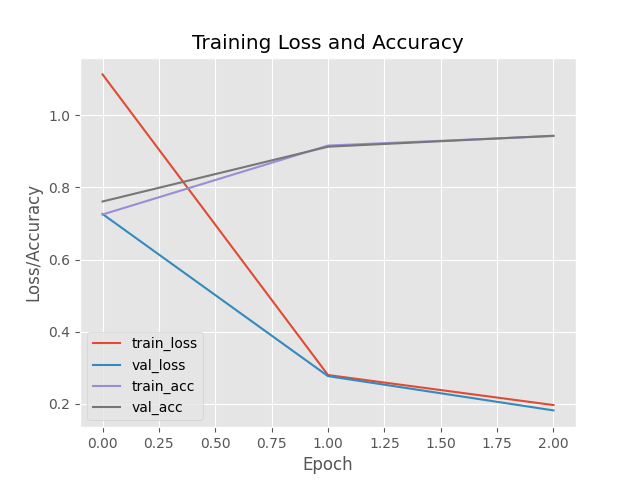 Training Loss and Accuracy
Loss/Accuracy
1.0
0.8
0.6
0.4
0.2
train_loss
val_loss
train_acc
val_acc
0.00 0.25 0.50 0.75 1.00 1.25 1.50 1.75 2.00
Epoch